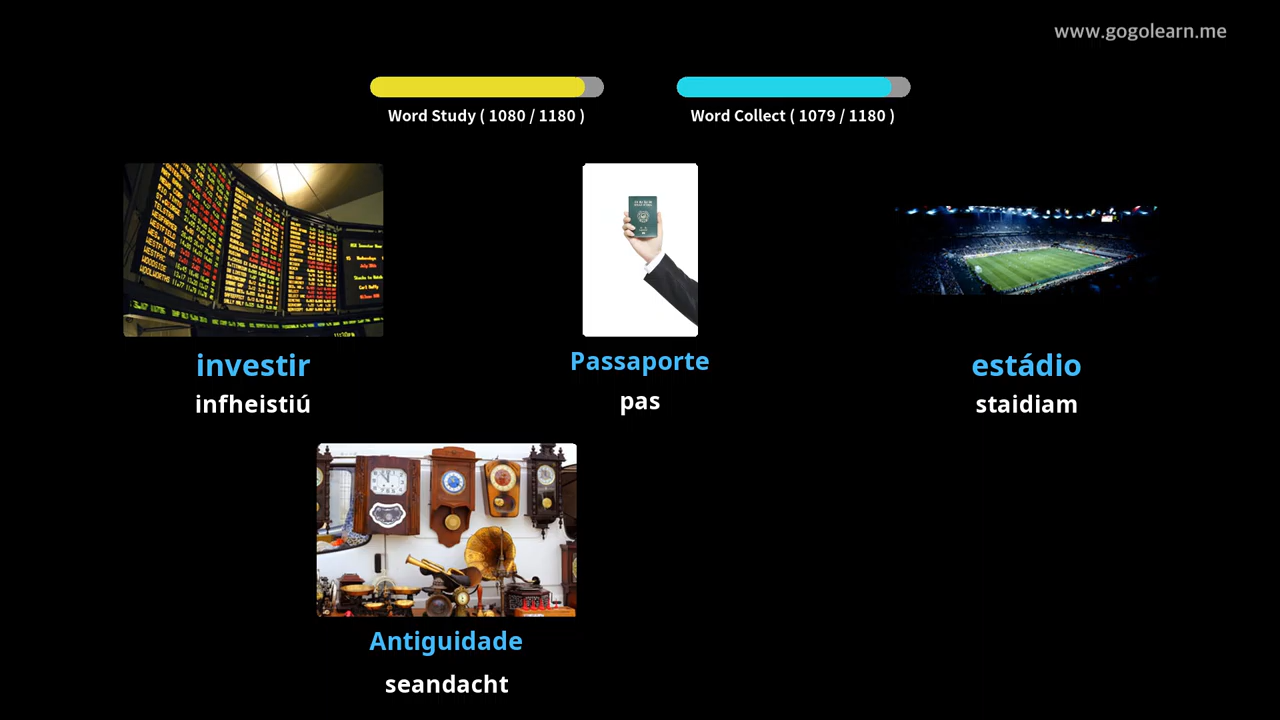 www.gogolearn.me
Word Study ( 1080 / 1180 )
Word Collect ( 1079 / 1180 )
investir
infheistiú
Passaporte
pas
estádio
staidiam
Antiguidade
seandacht